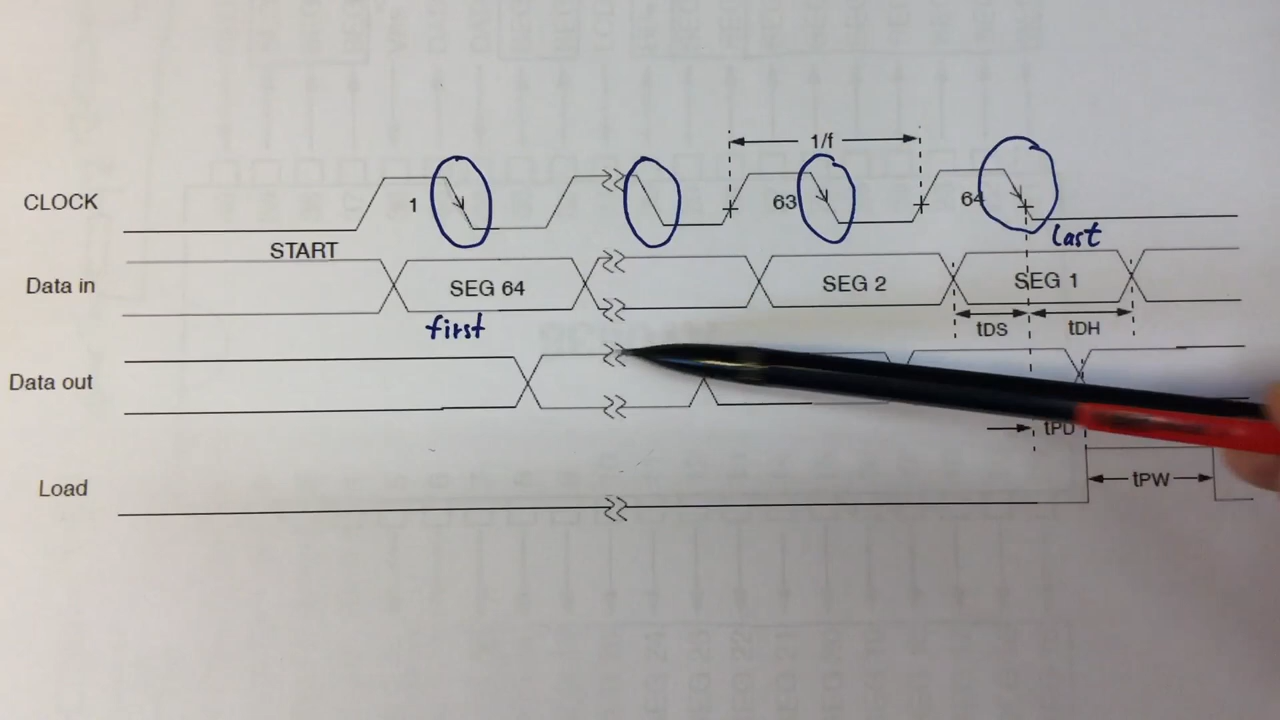 1/f
CLOCK 1 63 64
last
START
Data in SEG 64 SEG 2 SEG 1
first tDS tDH
Data out
tPD
Load tPW